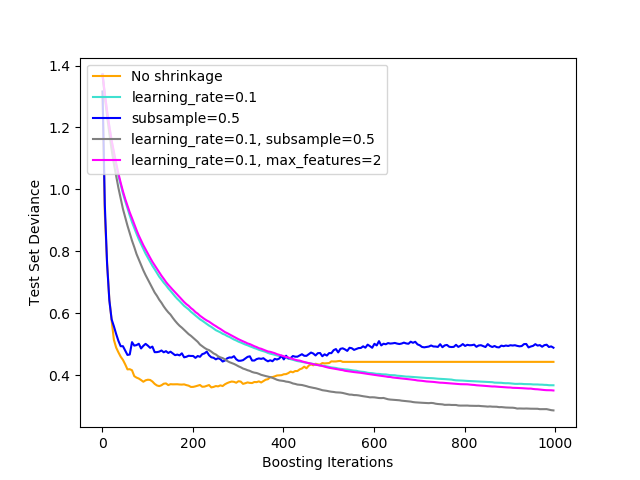 1.4
1.2
1.0
0.8
0.6
0.4
Test Set Deviance
No shrinkage
learning_rate=0.1
subsample=0.5
learning_rate=0.1, subsample=0.5
learning_rate=0.1, max_features=2
0 200 400 600 800 1000
Boosting Iterations